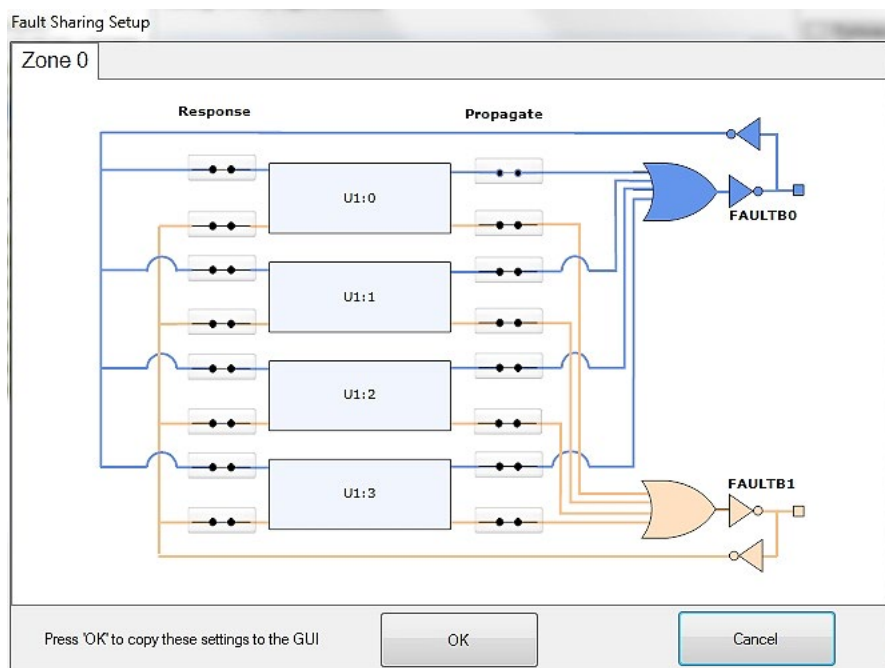 Fault Sharing Setup
Zone 0
Response
Propagate
U1:0
FAULTB0
U1:1
U1:2
U1:3
FAULTB1
Press 'OK' to copy these settings to the GUI
OK
Cancel